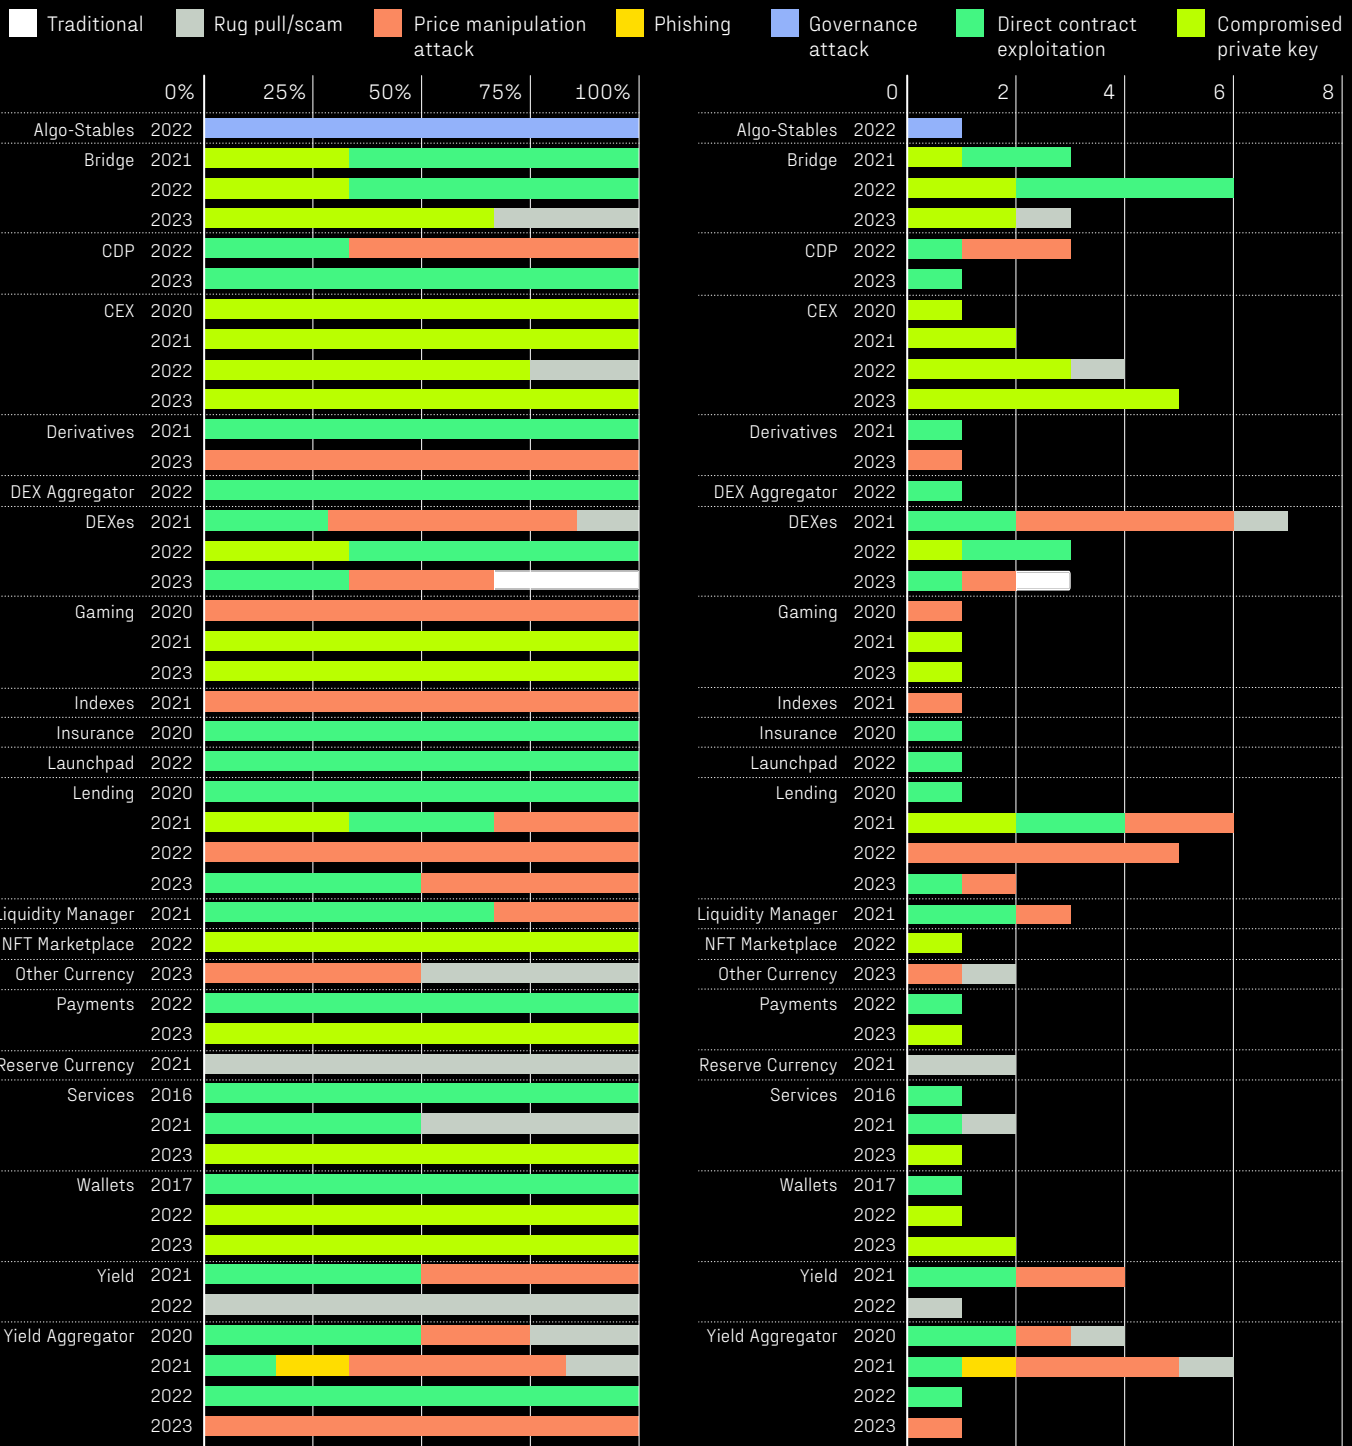 Traditional
Rug pull/scam
Price manipulation
attack
Phishing
Governance
attack
Direct contract
exploitation
Compromised
private key
0% 25% 50% 75% 100%
Algo-Stables 2022
Bridge 2021
2022
2023
CDP 2022
2023
CEX 2020
2021
2022
2023
Derivatives 2021
2023
DEX Aggregator 2022
DEXes 2021
2022
2023
Gaming 2020
2021
2023
Indexes 2021
Insurance 2020
Launchpad 2022
Lending 2020
2021
2022
2023
Liquidity Manager 2021
NFT Marketplace 2022
Other Currency 2023
Payments 2022
2023
Reserve Currency 2021
Services 2016
2021
2023
Wallets 2017
2022
2023
Yield 2021
2022
Yield Aggregator 2020
2021
2022
2023
0 2 4 6 8
Algo-Stables 2022
Bridge 2021
2022
2023
CDP 2022
2023
CEX 2020
2021
2022
2023
Derivatives 2021
2023
DEX Aggregator 2022
DEXes 2021
2022
2023
Gaming 2020
2021
2023
Indexes 2021
Insurance 2020
Launchpad 2022
Lending 2020
2021
2022
2023
Liquidity Manager 2021
NFT Marketplace 2022
Other Currency 2023
Payments 2022
2023
Reserve Currency 2021
Services 2016
2021
2023
Wallets 2017
2022
2023
Yield 2021
2022
Yield Aggregator 2020
2021
2022
2023